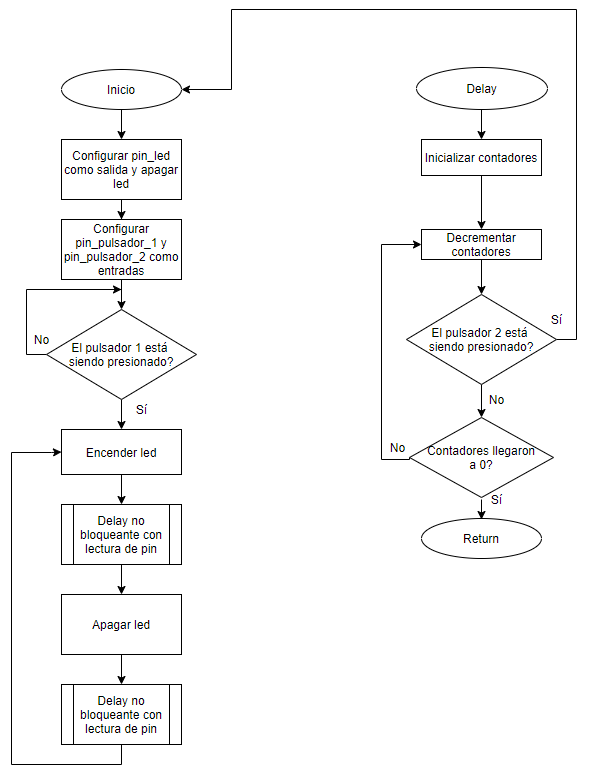 Inicio
Configurar pin_led
como salida y apagar
led
Configurar
pin_pulsador_1 y
pin_pulsador_2 como
entradas
No
El pulsador 1 está
siendo presionado?
Sí
Encender led
Delay no
bloqueante con
lectura de pin
Apagar led
Delay no
bloqueante con
lectura de pin
Delay
Inicializar contadores
Decrementar
contadores
Sí
El pulsador 2 está
siendo presionado?
No
No
Contadores llegaron
a 0?
Sí
Return